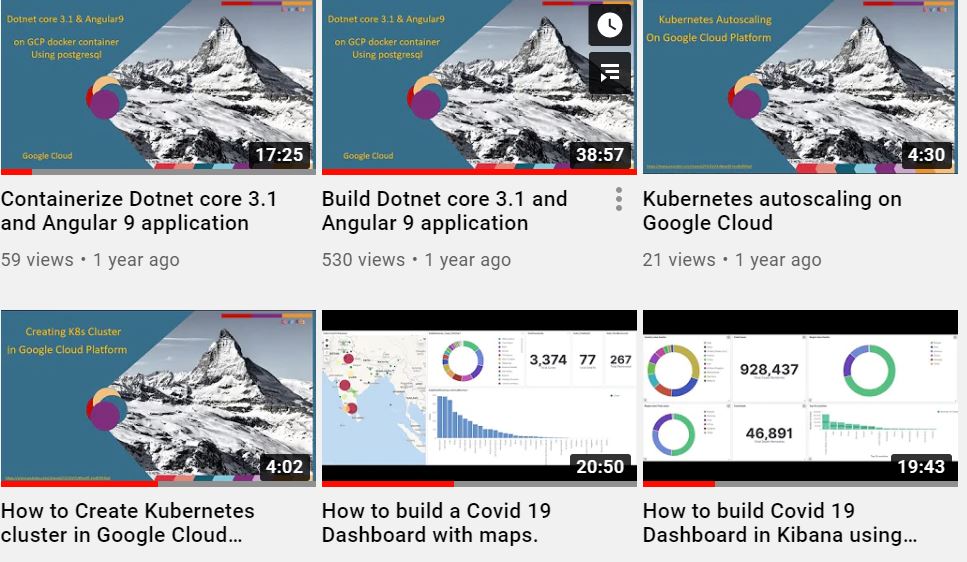 Dotnet core 3.1 & Angular9
on GCP docker container
Using postgresql
Google Cloud
17:25
Containerize Dotnet core 3.1
and Angular 9 application
59 views • 1 year ago
Dotnet core 3.1 & Angular9
on GCP docker container
Using postgresql
Google Cloud
38:57
Build Dotnet core 3.1 and
Angular 9 application
530 views • 1 year ago
Kubernetes Autoscaling
On Google Cloud Platform
4:30
Kubernetes autoscaling on
Google Cloud
21 views • 1 year ago
Creating K8s Cluster
in Google Cloud Platform
4:02
How to Create Kubernetes
cluster in Google Cloud...
3,374
77
267
20:50
How to build a Covid 19
Dashboard with maps.
928,437
46,891
19:43
How to build Covid 19
Dashboard in Kibana using...